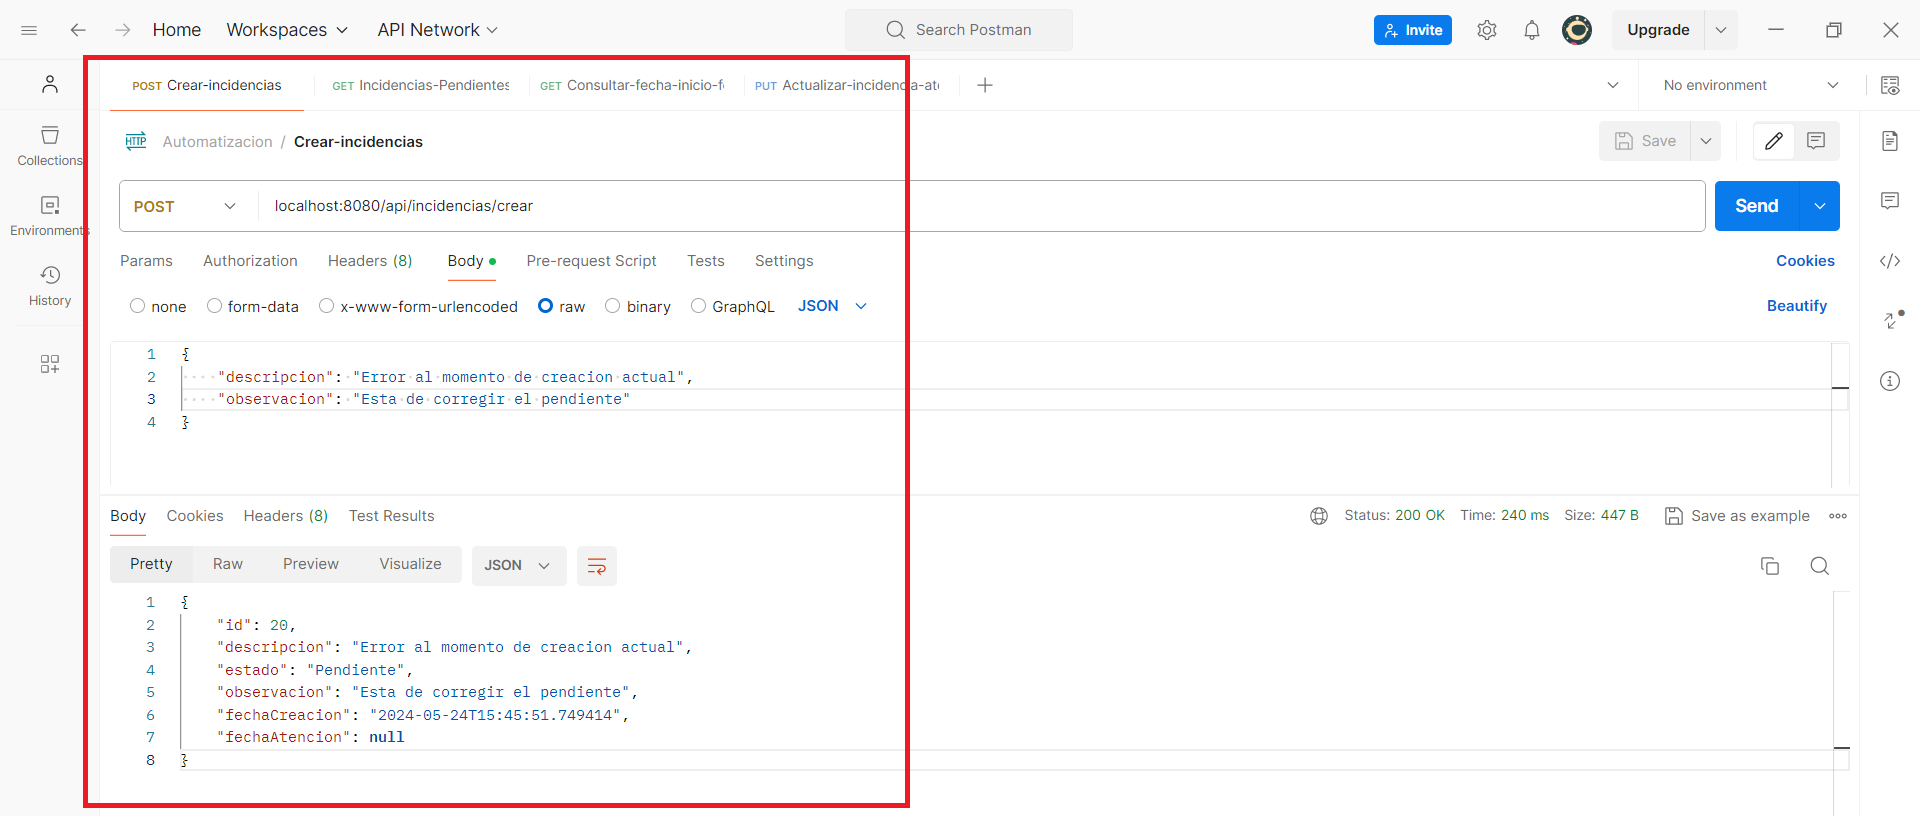 Home Workspaces API Network Search Postman Invite Upgrade
POST Crear-incidencias GET Incidencias-Pendientes GET Consultar-fecha-inicio-f PUT Actualizar-incidencia-at No environment
HTTP Automatizacion / Crear-incidencias Save
Collections
POST localhost:8080/api/incidencias/crear Send
Environments
Params Authorization Headers (8) Body Pre-request Script Tests Settings Cookies
History
none form-data x-www-form-urlencoded raw binary GraphQL JSON Beautify
1 {
2 "descripcion": "Error al momento de creacion actual",
3 "observacion": "Esta de corregir el pendiente"
4 }
Body Cookies Headers (8) Test Results Status: 200 OK Time: 240 ms Size: 447 B Save as example
Pretty Raw Preview Visualize JSON
1 {
2 "id": 20,
3 "descripcion": "Error al momento de creacion actual",
4 "estado": "Pendiente",
5 "observacion": "Esta de corregir el pendiente",
6 "fechaCreacion": "2024-05-24T15:45:51.749414",
7 "fechaAtencion": null
8 }